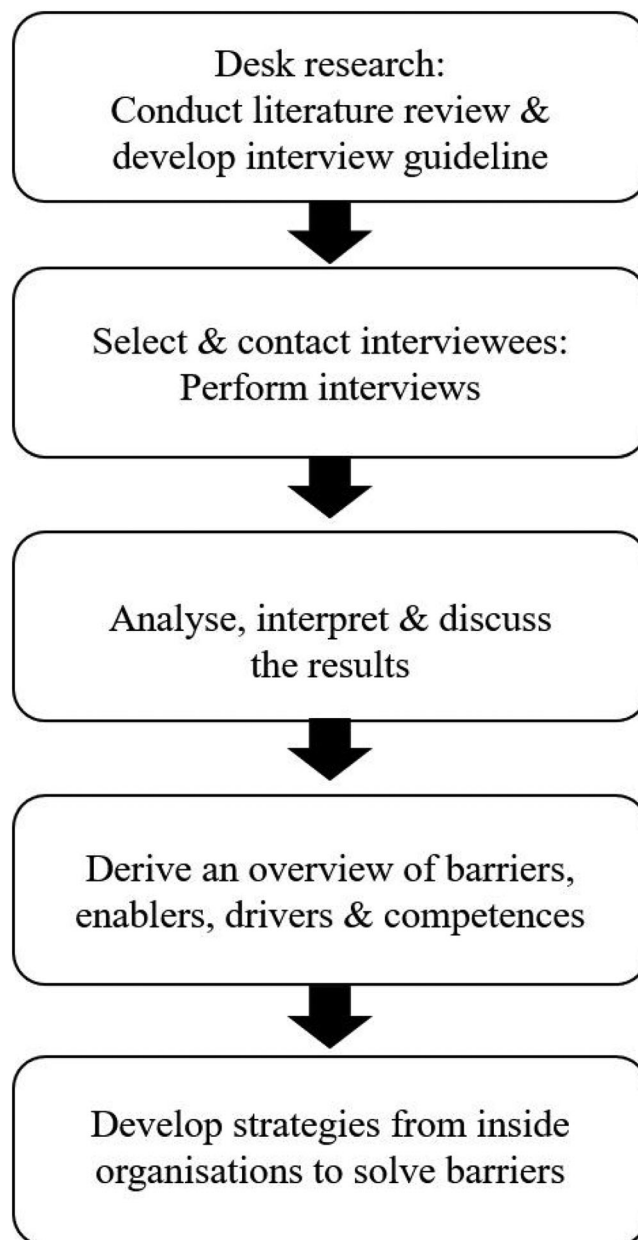 Desk research:
Conduct literature review &
develop interview guideline
Select & contact interviewees:
Perform interviews
Analyse, interpret & discuss
the results
Derive an overview of barriers,
enablers, drivers & competences
Develop strategies from inside
organisations to solve barriers